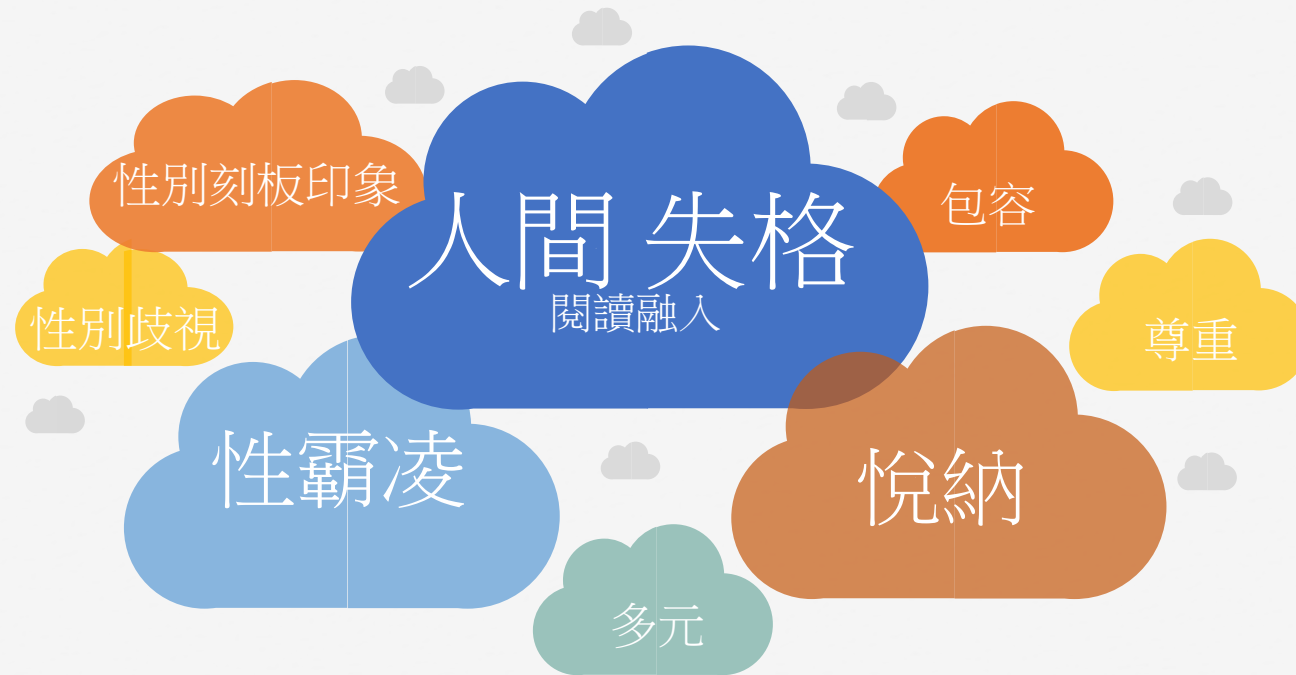 性別刻板印象
人間 失格
閱讀融入
包容
性別歧視
尊重
性霸凌
悅納
多元